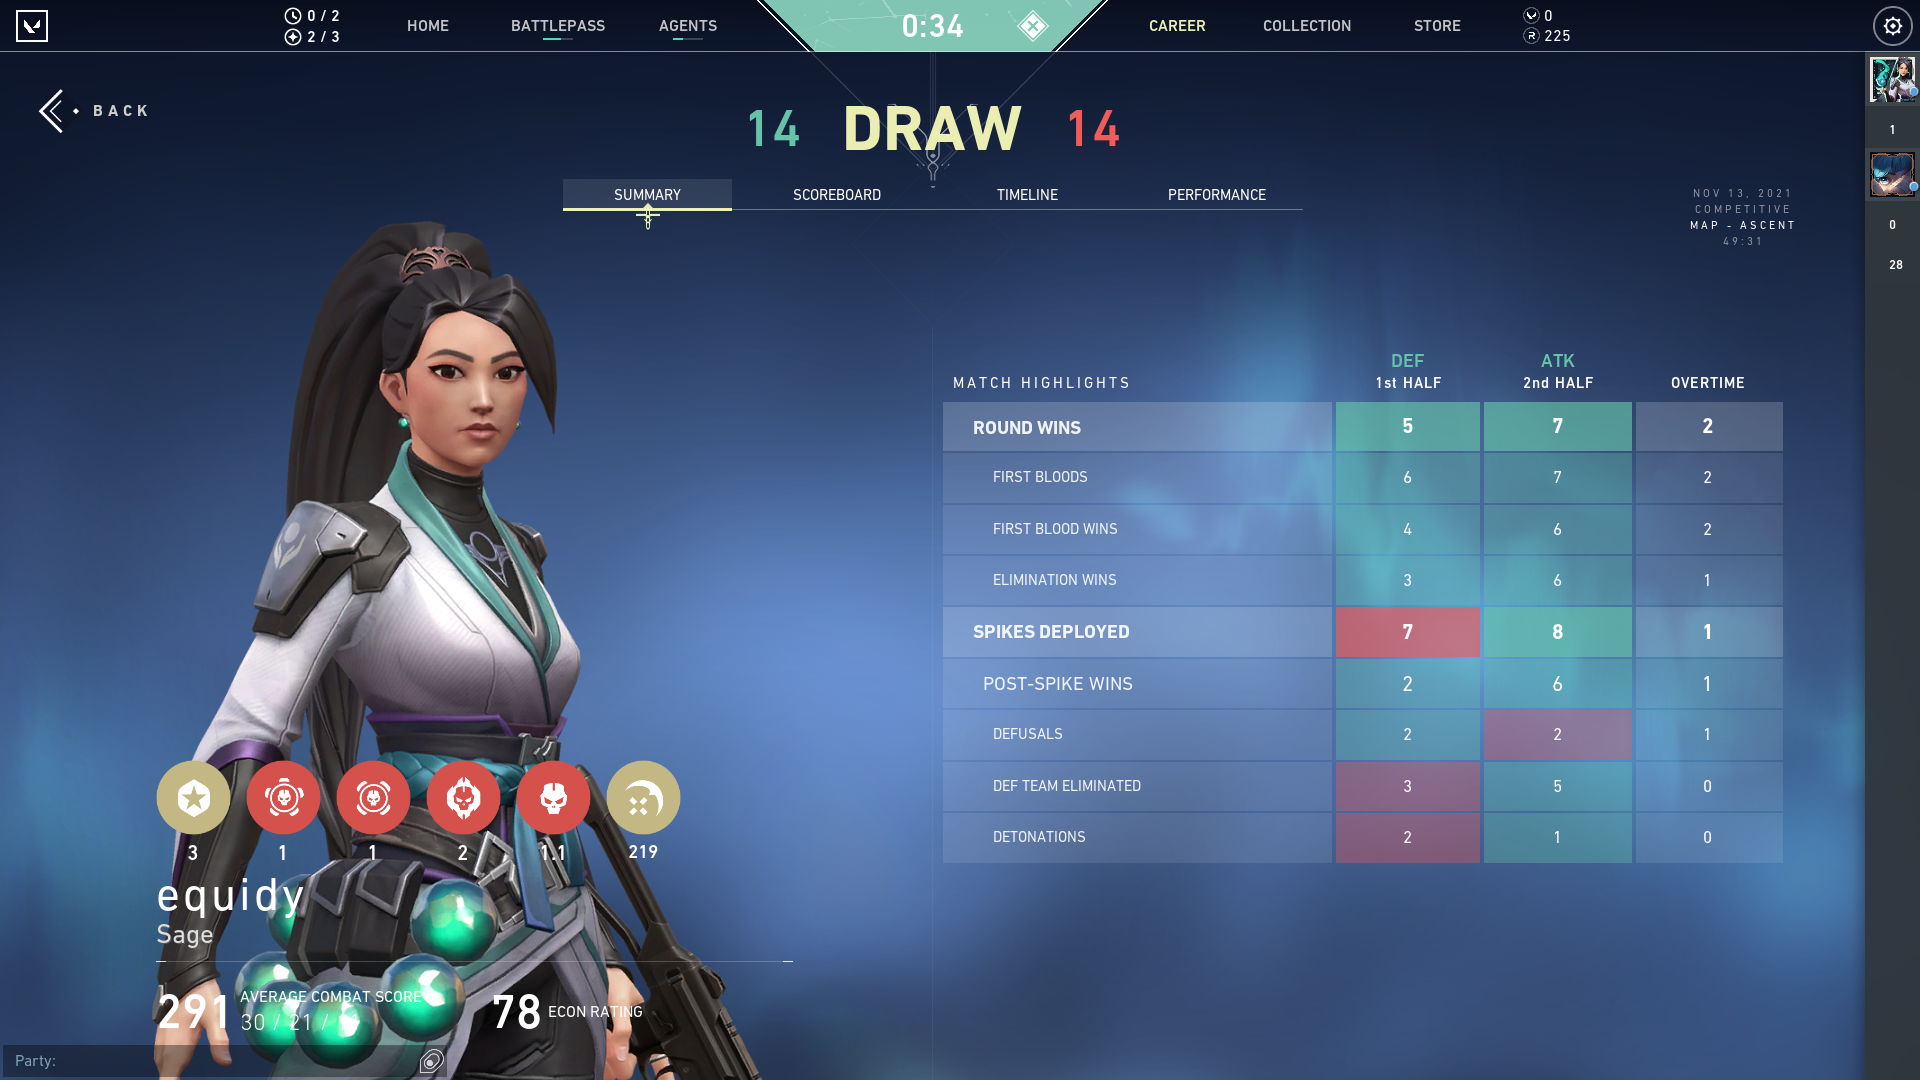 0 / 2
2 / 3
HOME
BATTLEPASS
AGENTS
0:34
CAREER
COLLECTION
STORE
0
225
BACK
14 DRAW 14
SUMMARY
SCOREBOARD
TIMELINE
PERFORMANCE
NOV 13, 2021
COMPETITIVE
MAP - ASCENT
49:31
1
0
28
DEF ATK
MATCH HIGHLIGHTS 1st HALF 2nd HALF OVERTIME
ROUND WINS 5 7 2
FIRST BLOODS 6 7 2
FIRST BLOOD WINS 4 6 2
ELIMINATION WINS 3 6 1
SPIKES DEPLOYED 7 8 1
POST-SPIKE WINS 2 6 1
DEFUSALS 2 2 1
DEF TEAM ELIMINATED 3 5 0
DETONATIONS 2 1 0
3 1 1 2 1.1 219
equidy
Sage
291 AVERAGE COMBAT SCORE
30 / 21 /
78 ECON RATING
Party: